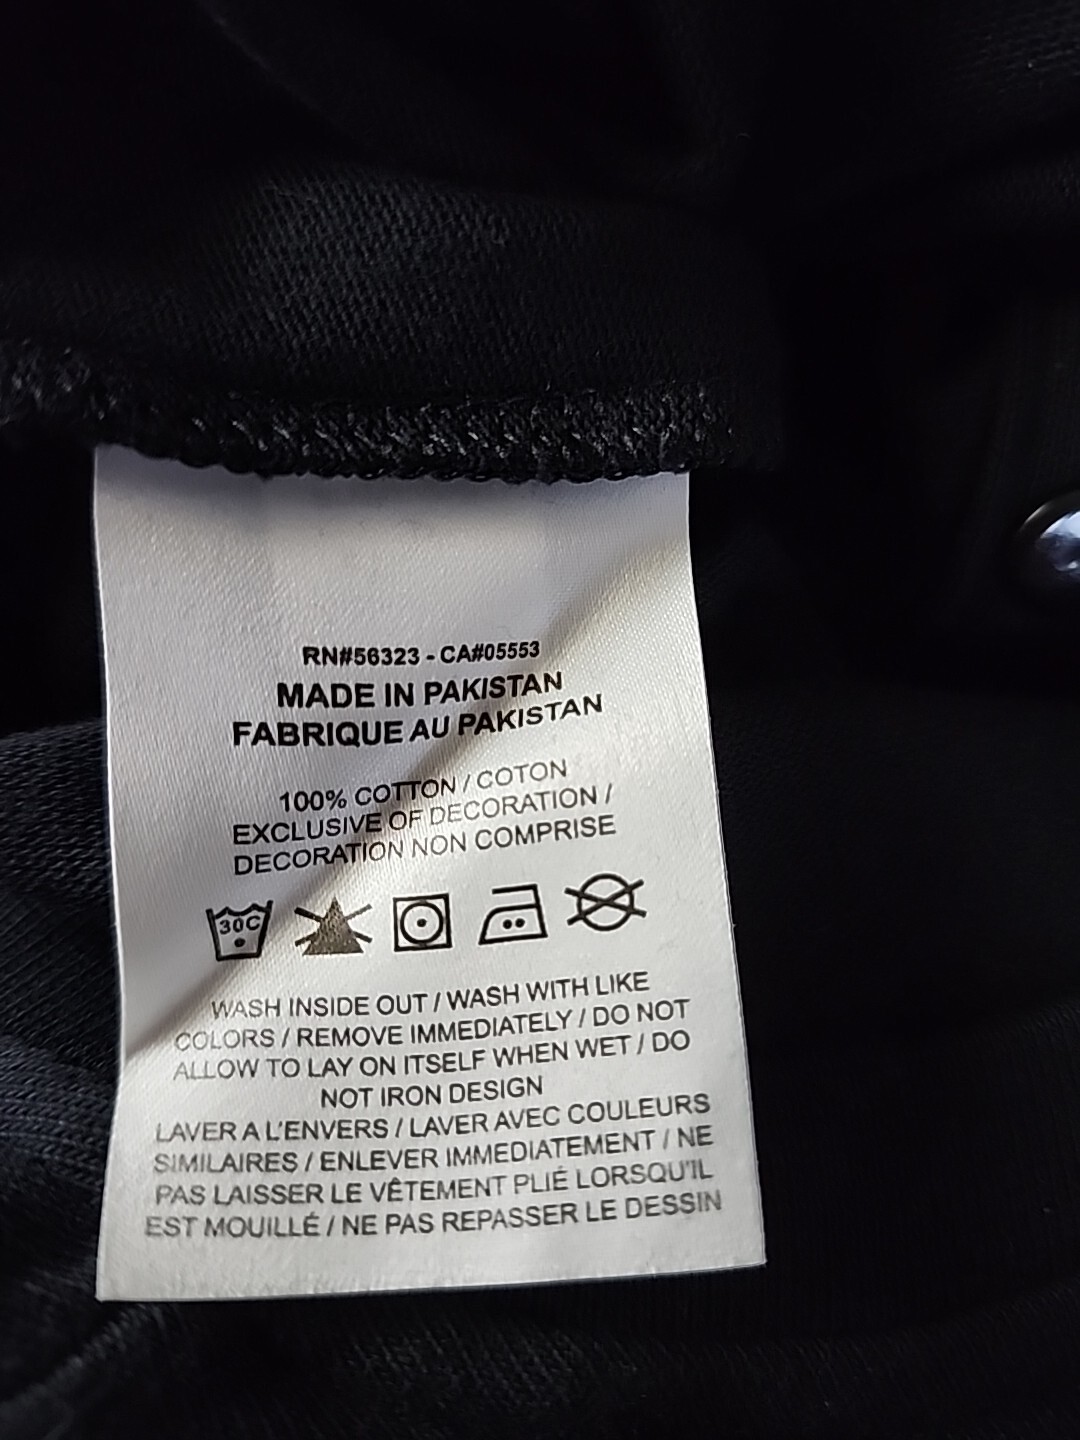 RN#56323 - CA#05553
MADE IN PAKISTAN
FABRIQUE AU PAKISTAN
100% COTTON / COTON
EXCLUSIVE OF DECORATION /
DECORATION NON COMPRISE
30C
WASH INSIDE OUT / WASH WITH LIKE
COLORS / REMOVE IMMEDIATELY / DO NOT
ALLOW TO LAY ON ITSELF WHEN WET / DO
NOT IRON DESIGN
LAVER A L'ENVERS / LAVER AVEC COULEURS
SIMILAIRES / ENLEVER IMMEDIATEMENT / NE
PAS LAISSER LE VÊTEMENT PLIÉ LORSQU'IL
EST MOUILLÉ / NE PAS REPASSER LE DESSIN